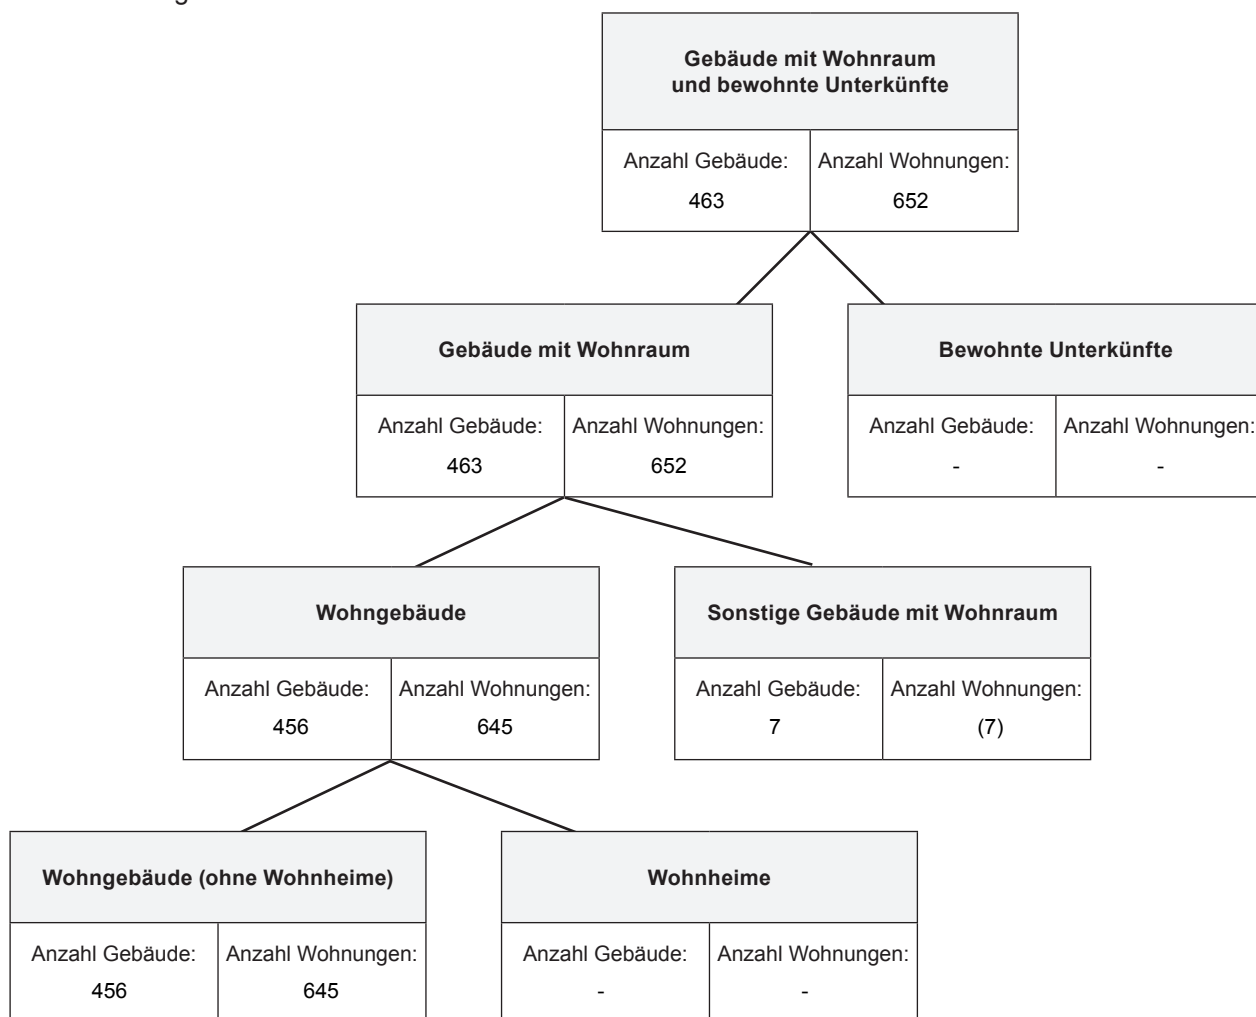 Gebäude mit Wohnraum
und bewohnte Unterkünfte
Anzahl Gebäude: Anzahl Wohnungen:
463 652
Gebäude mit Wohnraum
Anzahl Gebäude: Anzahl Wohnungen:
463 652
Bewohnte Unterkünfte
Anzahl Gebäude: Anzahl Wohnungen:
- -
Wohngebäude
Anzahl Gebäude: Anzahl Wohnungen:
456 645
Sonstige Gebäude mit Wohnraum
Anzahl Gebäude: Anzahl Wohnungen:
7 (7)
Wohngebäude (ohne Wohnheime)
Anzahl Gebäude: Anzahl Wohnungen:
456 645
Wohnheime
Anzahl Gebäude: Anzahl Wohnungen:
- -